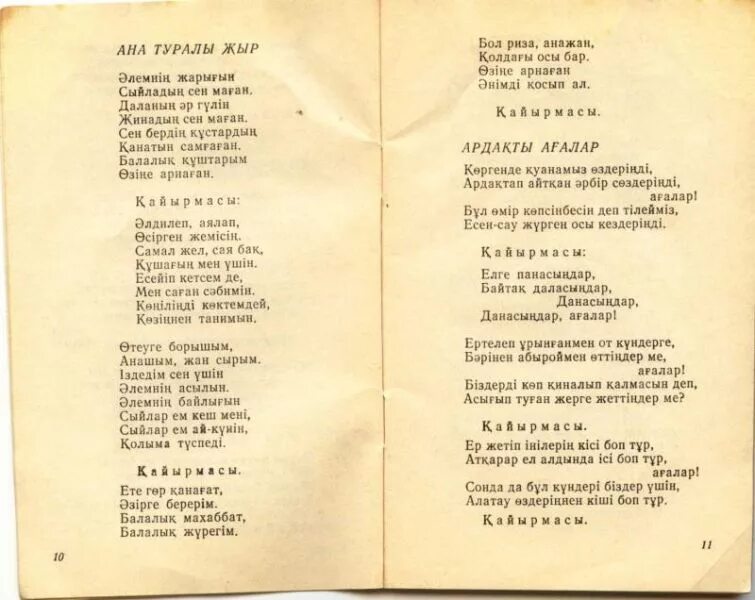 АНА ТУРАЛЫ ЖЫР
Әлемнің жарығын
Сыйладың сен маған.
Даланың әр гүлін
Жинадың сен маған.
Сен бердің құстардың
Қанатын самғаған.
Балалық құштарым
Өзіңе арнаған.
Қайырмасы:
Әлдилеп, аялап,
Өсірген жемісің.
Самал жел, сая бақ,
Құшағың мен үшін.
Есейіп кетсем де,
Мен саған сәбимін.
Көңіліңді көктемдей,
Көзіңнен танимын.
Өтеуге борышым,
Анашым, жан сырым.
Іздедім сен үшін
Әлемнің асылын.
Әлемнің байлығын
Сыйлар ем кеш мені,
Сыйлар ем ай-күнін,
Қолыма түспеді.
Қайырмасы.
Ете гөр қанағат,
Әзірге берерім.
Балалық махаббат,
Балалық жүрегім.
10
Бол риза, анажан,
Қолдағы осы бар.
Өзіңе арнаған
Әнімді қосып ал.
Қайырмасы.
АРДАҚТЫ АҒАЛАР
Көргенде қуанамыз өздеріңді,
Ардақтап айтқан әрбір сөздеріңді,
ағалар!
Бұл өмір көпсінбесін деп тілейміз,
Есен-сау жүрген осы кездеріңді.
Қайырмасы:
Елге панасыңдар,
Байтақ даласыңдар,
Данасыңдар,
Данасыңдар, ағалар!
Ертелеп ұрынғанмен от күндерге,
Бәрінен абыроймен өттіңдер ме,
ағалар!
Біздерді көп қиналып қалмасын деп,
Асығып туған жерге жеттіңдер ме?
Қайырмасы.
Ер жетіп інілерің кісі боп тұр,
Атқарар ел алдында ісі боп тұр,
ағалар!
Сонда да бұл күндері біздер үшін,
Алатау өздеріңнен кіші боп тұр.
Қайырмасы.
11